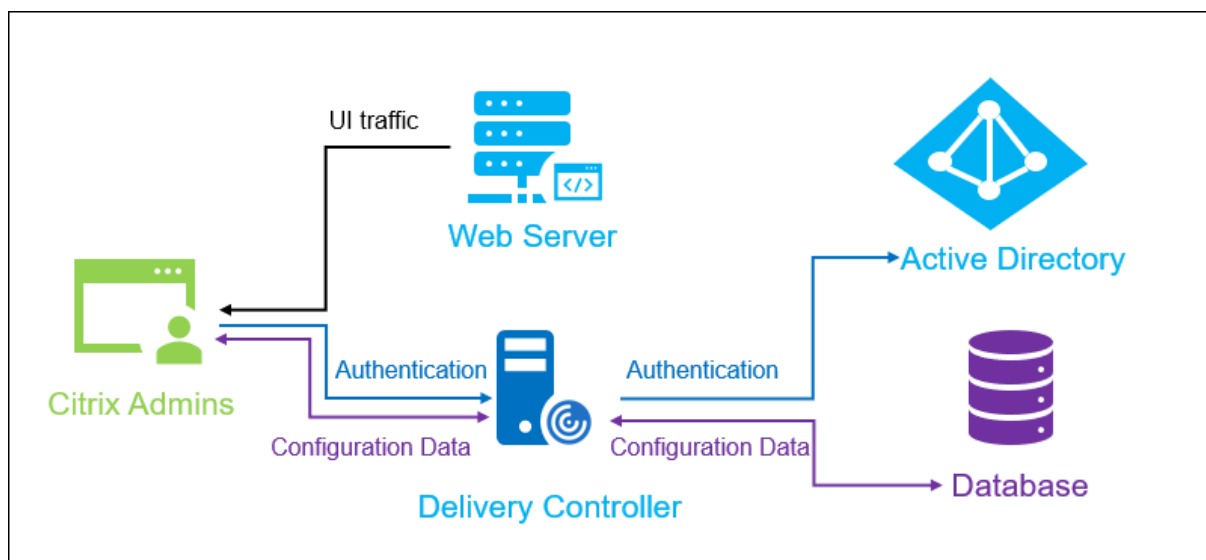 UI traffic
</>
Web Server
Active Directory
Authentication
Authentication
Citrix Admins
Configuration Data
Configuration Data
Database
Delivery Controller